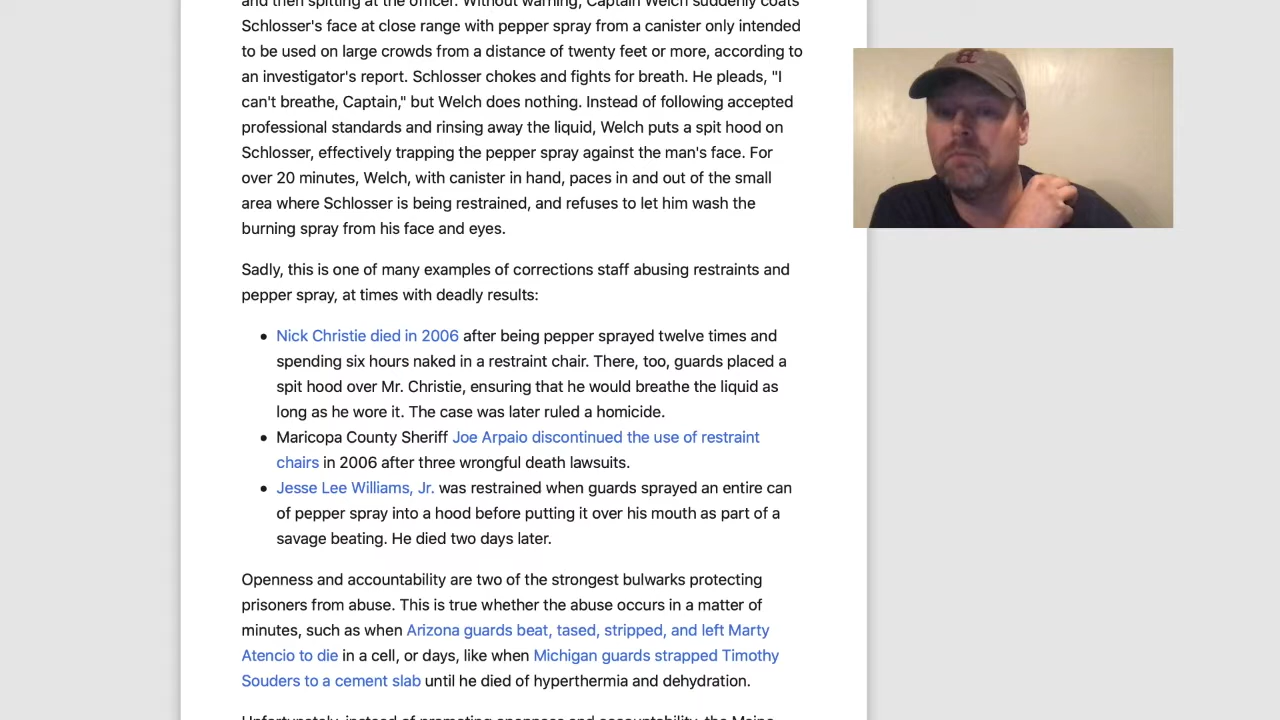 and then spitting at the officer. Without warning, Captain Welch suddenly coats
Schlosser's face at close range with pepper spray from a canister only intended
to be used on large crowds from a distance of twenty feet or more, according to
an investigator's report. Schlosser chokes and fights for breath. He pleads, "I
can't breathe, Captain," but Welch does nothing. Instead of following accepted
professional standards and rinsing away the liquid, Welch puts a spit hood on
Schlosser, effectively trapping the pepper spray against the man's face. For
over 20 minutes, Welch, with canister in hand, paces in and out of the small
area where Schlosser is being restrained, and refuses to let him wash the
burning spray from his face and eyes.
Sadly, this is one of many examples of corrections staff abusing restraints and
pepper spray, at times with deadly results:
• Nick Christie died in 2006 after being pepper sprayed twelve times and
spending six hours naked in a restraint chair. There, too, guards placed a
spit hood over Mr. Christie, ensuring that he would breathe the liquid as
long as he wore it. The case was later ruled a homicide.
• Maricopa County Sheriff Joe Arpaio discontinued the use of restraint
chairs in 2006 after three wrongful death lawsuits.
• Jesse Lee Williams, Jr. was restrained when guards sprayed an entire can
of pepper spray into a hood before putting it over his mouth as part of a
savage beating. He died two days later.
Openness and accountability are two of the strongest bulwarks protecting
prisoners from abuse. This is true whether the abuse occurs in a matter of
minutes, such as when Arizona guards beat, tased, stripped, and left Marty
Atencio to die in a cell, or days, like when Michigan guards strapped Timothy
Souders to a cement slab until he died of hyperthermia and dehydration.
Unfortunately, instead of promoting openness and accountability, the Maine